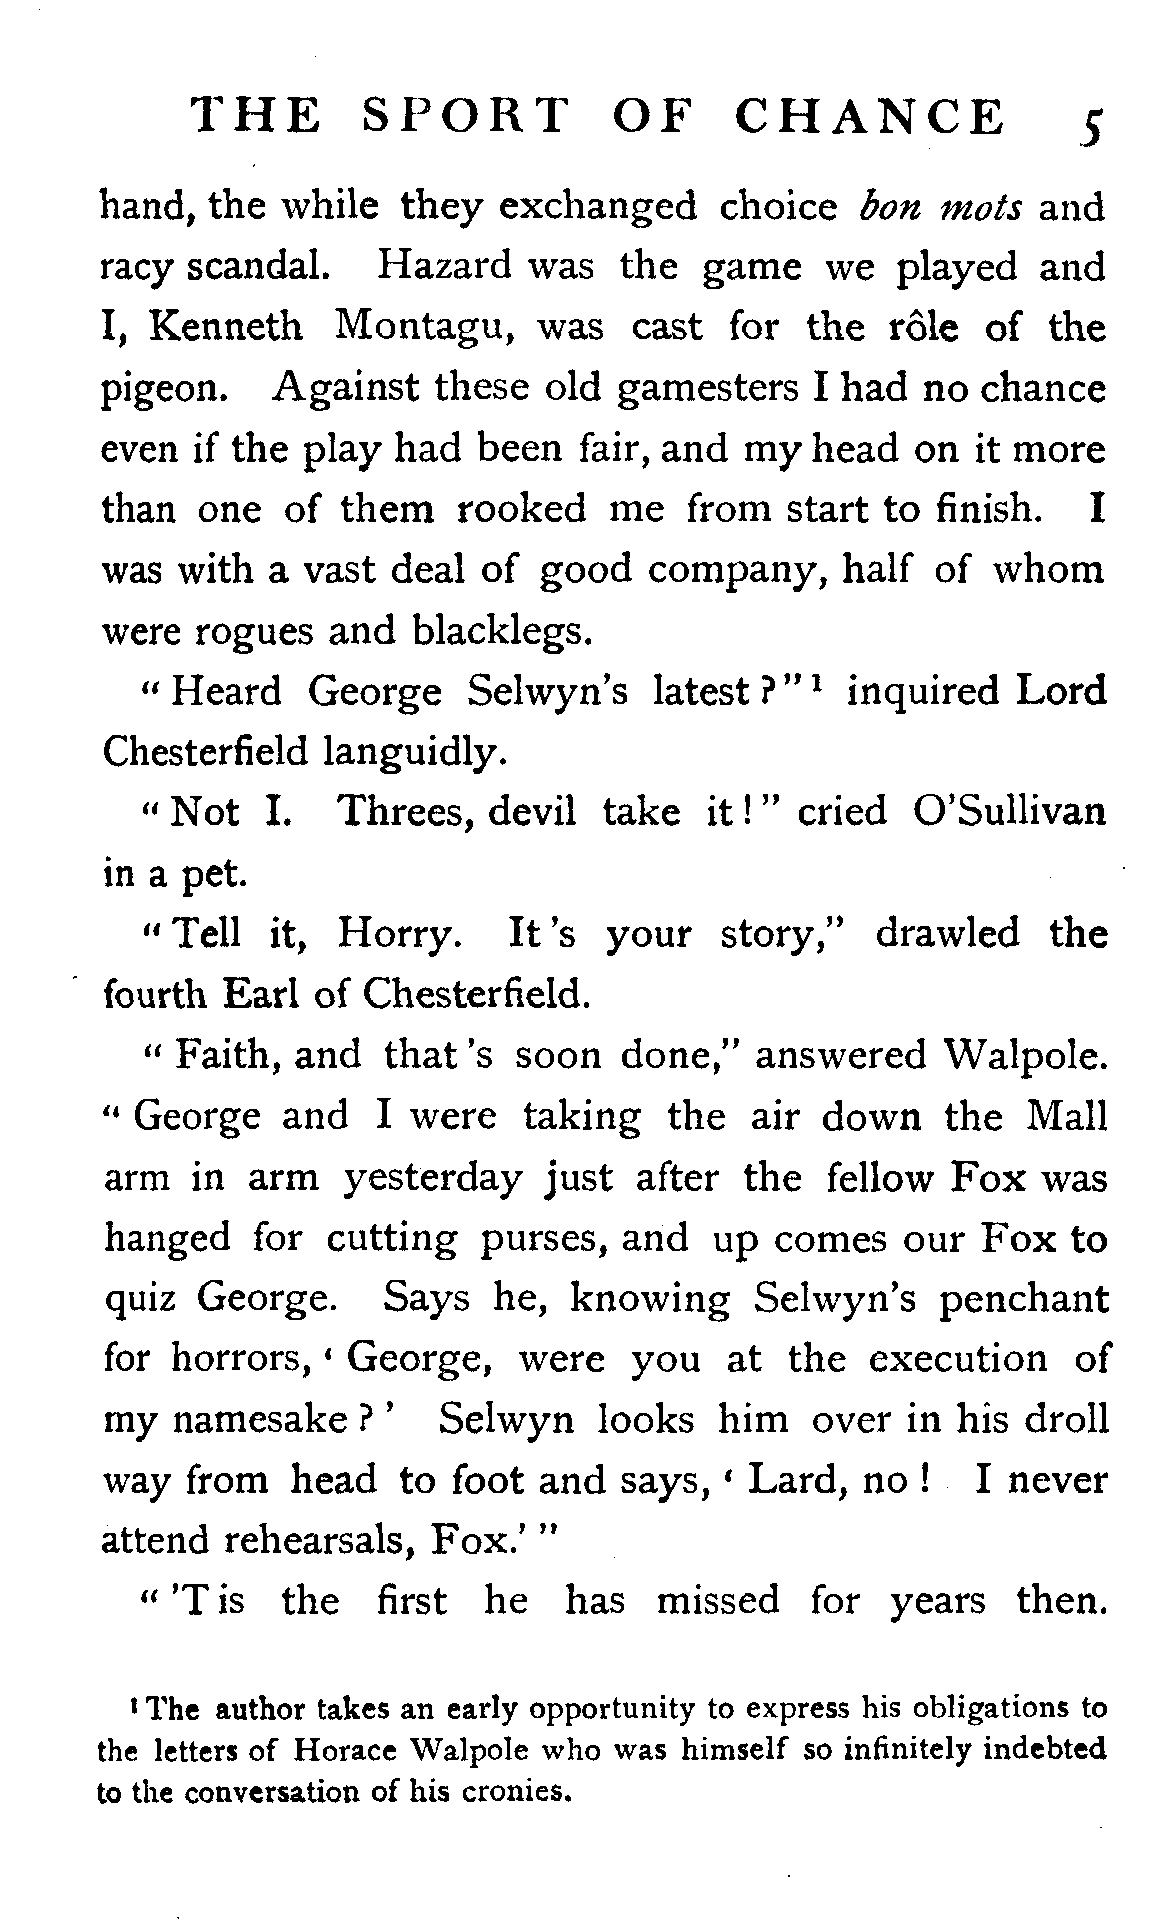 THE SPORT OF CHANCE 5
hand, the while they exchanged choice bon mots and
racy scandal. Hazard was the game we played and
I, Kenneth Montagu, was cast for the rôle of the
pigeon. Against these old gamesters I had no chance
even if the play had been fair, and my head on it more
than one of them rooked me from start to finish. I
was with a vast deal of good company, half of whom
were rogues and blacklegs.
"Heard George Selwyn's latest?"¹ inquired Lord
Chesterfield languidly.
"Not I. Threes, devil take it!" cried O'Sullivan
in a pet.
"Tell it, Horry. It's your story," drawled the
fourth Earl of Chesterfield.
"Faith, and that's soon done," answered Walpole.
"George and I were taking the air down the Mall
arm in arm yesterday just after the fellow Fox was
hanged for cutting purses, and up comes our Fox to
quiz George. Says he, knowing Selwyn's penchant
for horrors, 'George, were you at the execution of
my namesake?' Selwyn looks him over in his droll
way from head to foot and says, 'Lard, no! I never
attend rehearsals, Fox.'"
"'Tis the first he has missed for years then.
¹ The author takes an early opportunity to express his obligations to
the letters of Horace Walpole who was himself so infinitely indebted
to the conversation of his cronies.